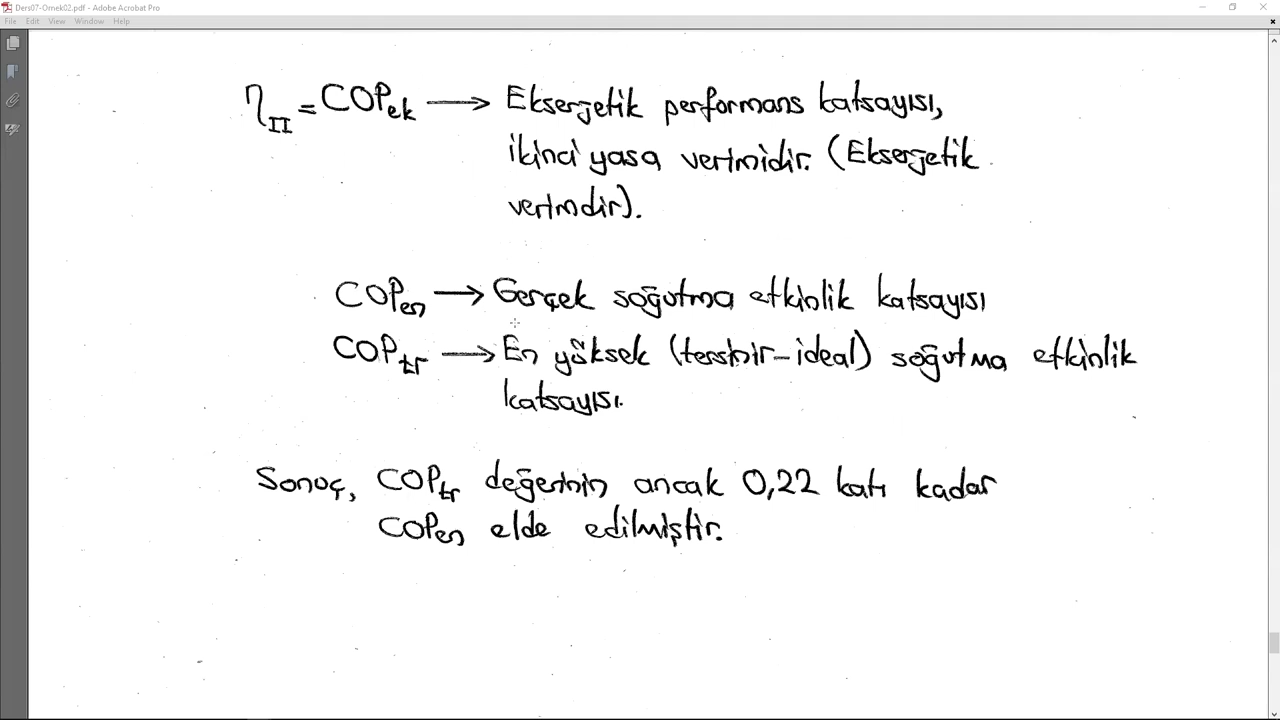 Ders07-Ornek02.pdf - Adobe Acrobat Pro
File Edit View Window Help
η_II = COP_ek → Ekserjetik performans katsayısı,
ikinci yasa verimidir. (Ekserjetik
verimdir).
COP_en → Gerçek soğutma etkinlik katsayısı
COP_tr → En yüksek (tersinir-ideal) soğutma etkinlik
katsayısı.
Sonuç, COP_tr değerinin ancak 0,22 katı kadar
COP_en elde edilmiştir.